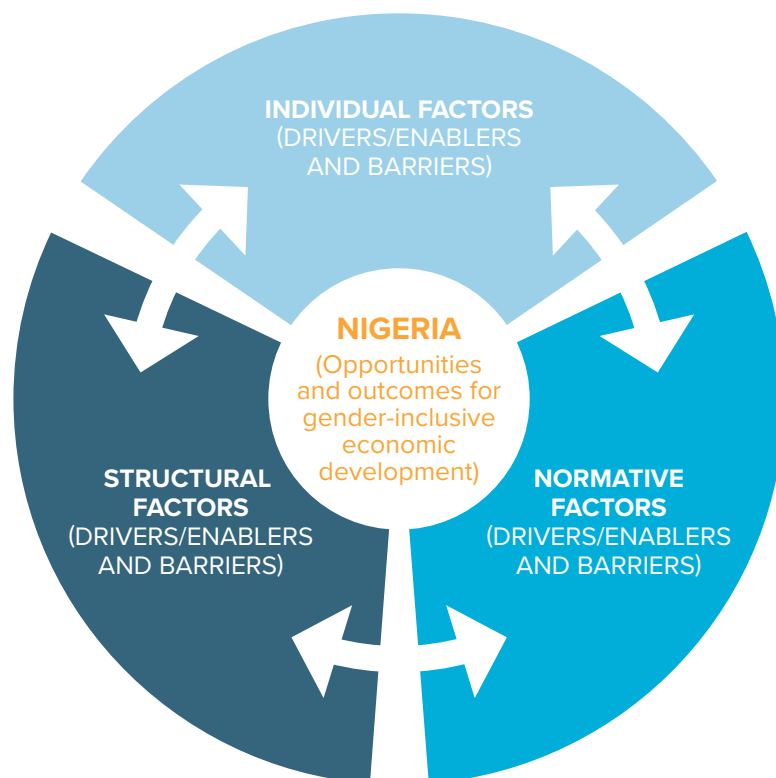 INDIVIDUAL FACTORS
(DRIVERS/ENABLERS
AND BARRIERS)
NIGERIA
(Opportunities
and outcomes for
gender-inclusive
economic
development)
STRUCTURAL
FACTORS
(DRIVERS/ENABLERS
AND BARRIERS)
NORMATIVE
FACTORS
(DRIVERS/ENABLERS
AND BARRIERS)